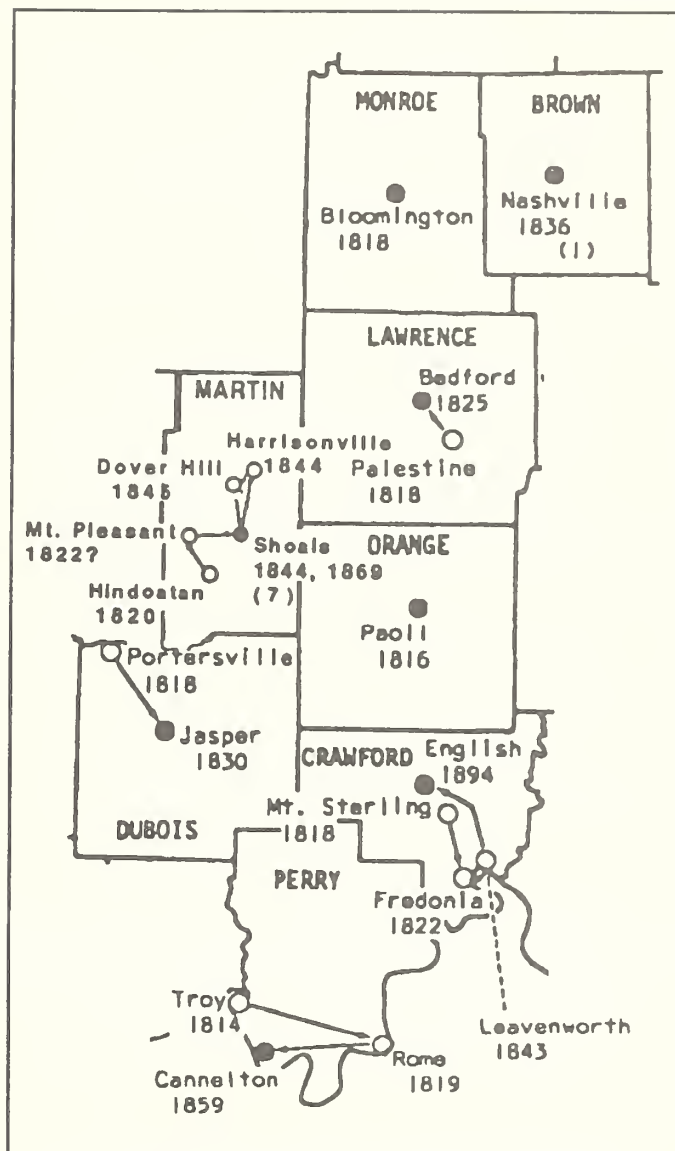 MONROE
BROWN
Bloomington
1818
Nashville
1836
(1)
LAWRENCE
Bedford
1825
Palestine
1818
MARTIN
Harrisonville
1844
Dover Hill
1845
Mt. Pleasant
1822?
Shoals
1844, 1869
(7)
Hindostan
1820
ORANGE
Paoli
1816
Portersville
1818
Jasper
1830
DUBOIS
CRAWFORD
English
1894
Mt. Sterling
1818
Fredonia
1822
PERRY
Troy
1814
Rome
1819
Cannelton
1859
Leavenworth
1843